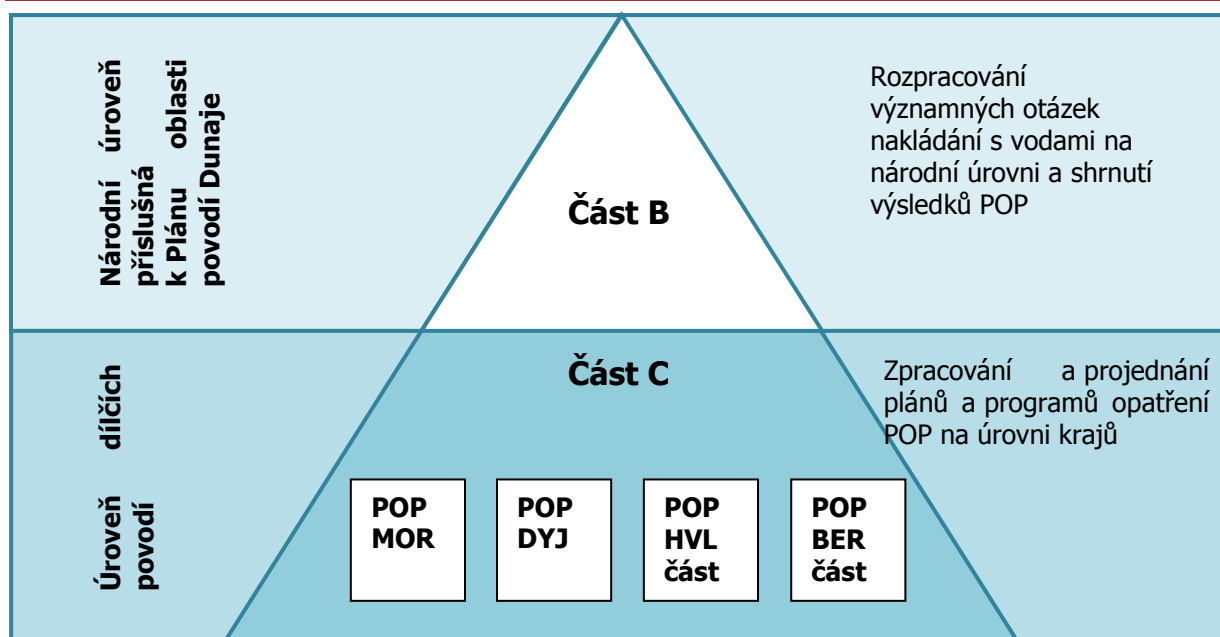 Národní úroveň
příslušná
k Plánu oblasti
povodí Dunaje
Část B
Rozpracování
významných otázek
nakládání s vodami na
národní úrovni a shrnutí
výsledků POP
Úroveň dílčích
povodí
Část C
Zpracování a projednání
plánů a programů opatření
POP na úrovni krajů
POP
MOR
POP
DYJ
POP
HVL
část
POP
BER
část